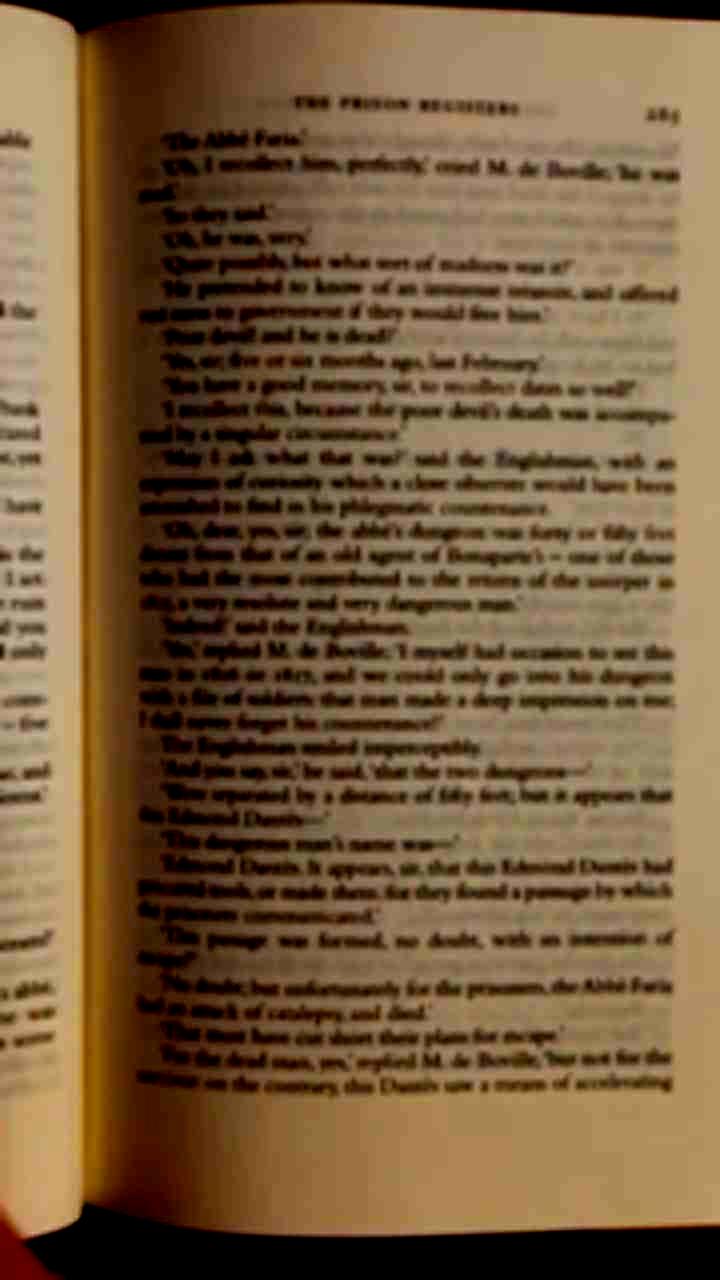 THE PRISON REGISTERS
'The Abbé Faria.'
'Oh, I recollect him, perfectly,' cried M. de Boville; 'he was
mad.'
'So they said.'
'Oh, he was, very.'
'Quite possibly, but what sort of madness was it?'
'He pretended to know of an immense treasure, and offered
to government if they would free him.'
'Poor devil and he is dead?'
'Yes, sir; five or six months ago, last February.'
'You have a good memory, sir, to recollect dates so well!'
'I recollect this, because the poor devil's death was accompa-
nied by a singular circumstance.'
'May I ask what that was?' said the Englishman, with an
expression of curiosity which a close observer would have been
astonished to find in his phlegmatic countenance.
'Oh, dear, yes, sir; the abbé's dungeon was forty or fifty feet
distant from that of an old agent of Bonaparte's – one of those
who had the most contributed to the return of the usurper in
1815, a very resolute and very dangerous man.'
'Indeed!' said the Englishman.
'Yes,' replied M. de Boville; 'I myself had occasion to see this
man in 1816 or 1817, and we could only go into his dungeon
with a file of soldiers: that man made a deep impression on me;
I shall never forget his countenance!'
The Englishman smiled imperceptibly.
'And you say, sir,' he said, 'that the two dungeons—'
'Were separated by a distance of fifty feet; but it appears that
this Edmond Dantès—'
'This dangerous man's name was—'
'Edmond Dantès. It appears, sir, that this Edmond Dantès had
procured tools, or made them, for they found a passage by which
the prisoners communicated.'
'This passage was formed, no doubt, with an intention of
escape?'
'No doubt; but unfortunately for the prisoners, the Abbé Faria
had an attack of catalepsy, and died.'
'That must have cut short their plans for escape.'
'For the dead man, yes,' replied M. de Boville, 'but not for the
survivor: on the contrary, this Dantès saw a means of accelerating